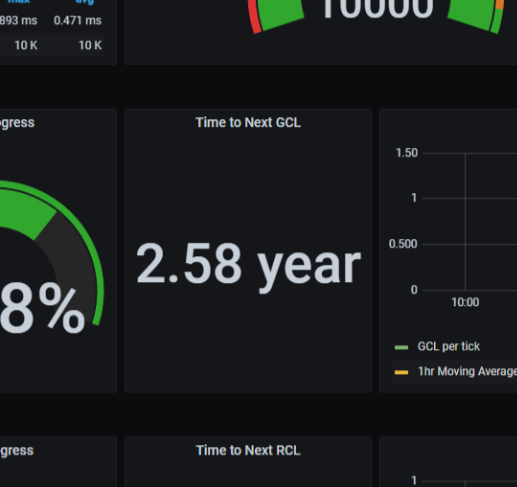 max avg
893 ms 0.471 ms
10 K 10 K
10000
gress
Time to Next GCL
8%
2.58 year
1.50
1
0.500
0
10:00
GCL per tick
1hr Moving Average
gress
Time to Next RCL
1